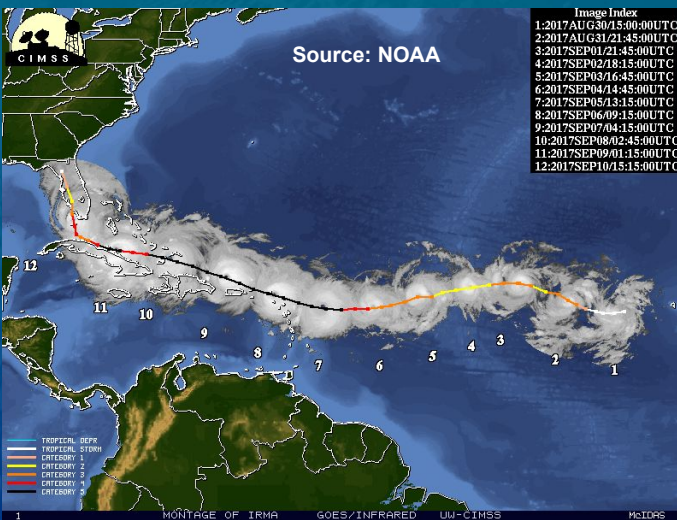 CIMSS
Source: NOAA
Image Index
1:2017AUG30/15:00:00UTC
2:2017AUG31/21:45:00UTC
3:2017SEP01/21:45:00UTC
4:2017SEP02/18:15:00UTC
5:2017SEP03/16:45:00UTC
6:2017SEP04/14:45:00UTC
7:2017SEP05/13:15:00UTC
8:2017SEP06/09:15:00UTC
9:2017SEP07/04:15:00UTC
10:2017SEP08/02:45:00UTC
11:2017SEP09/01:15:00UTC
12:2017SEP10/15:15:00UTC
12
11
10
9
8
7
6
5
4
3
2
1
TROPICAL DEPR
TROPICAL STORM
CATEGORY 1
CATEGORY 2
CATEGORY 3
CATEGORY 4
CATEGORY 5
1 MONTAGE OF IRMA GOES/INFRARED UW-CIMSS McIDAS